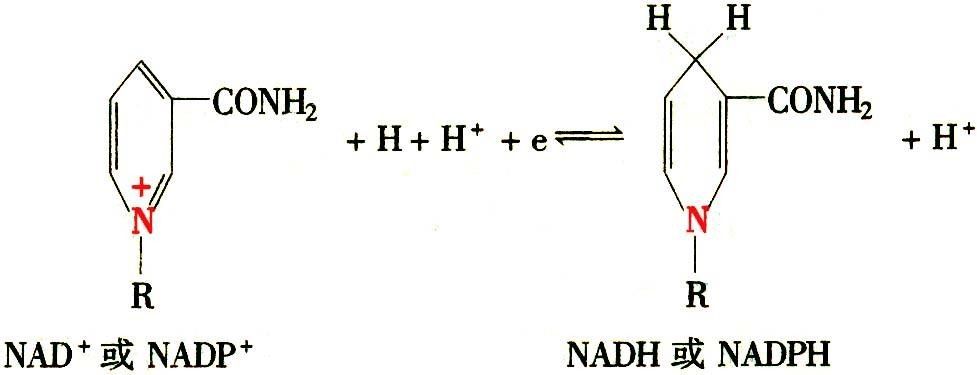 H H
CONH₂ CONH₂
+ H + H⁺ + e ⇌ + H⁺
+
N N
R R
NAD⁺ 或 NADP⁺ NADH 或 NADPH